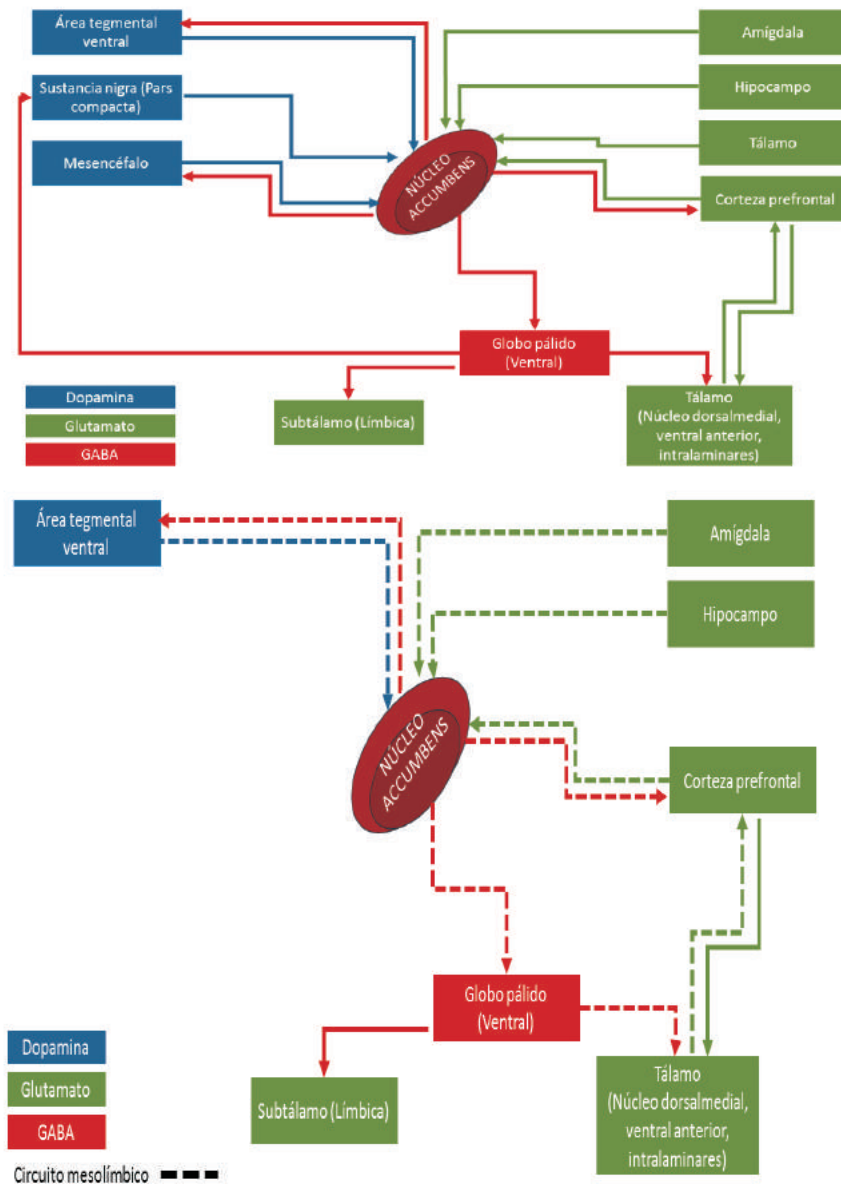 Área tegmental
ventral
Amígdala
Sustancia nigra (Pars
compacta)
Hipocampo
Mesencéfalo
Tálamo
NÚCLEO
ACCUMBENS
Corteza prefrontal
Globo pálido
(Ventral)
Dopamina
Glutamato
GABA
Subtálamo (Límbica)
Tálamo
(Núcleo dorsalmedial,
ventral anterior,
intralaminares)
Área tegmental
ventral
Amígdala
Hipocampo
NÚCLEO
ACCUMBENS
Corteza prefrontal
Globo pálido
(Ventral)
Dopamina
Glutamato
GABA
Circuito mesolímbico
Subtálamo (Límbica)
Tálamo
(Núcleo dorsalmedial,
ventral anterior,
intralaminares)